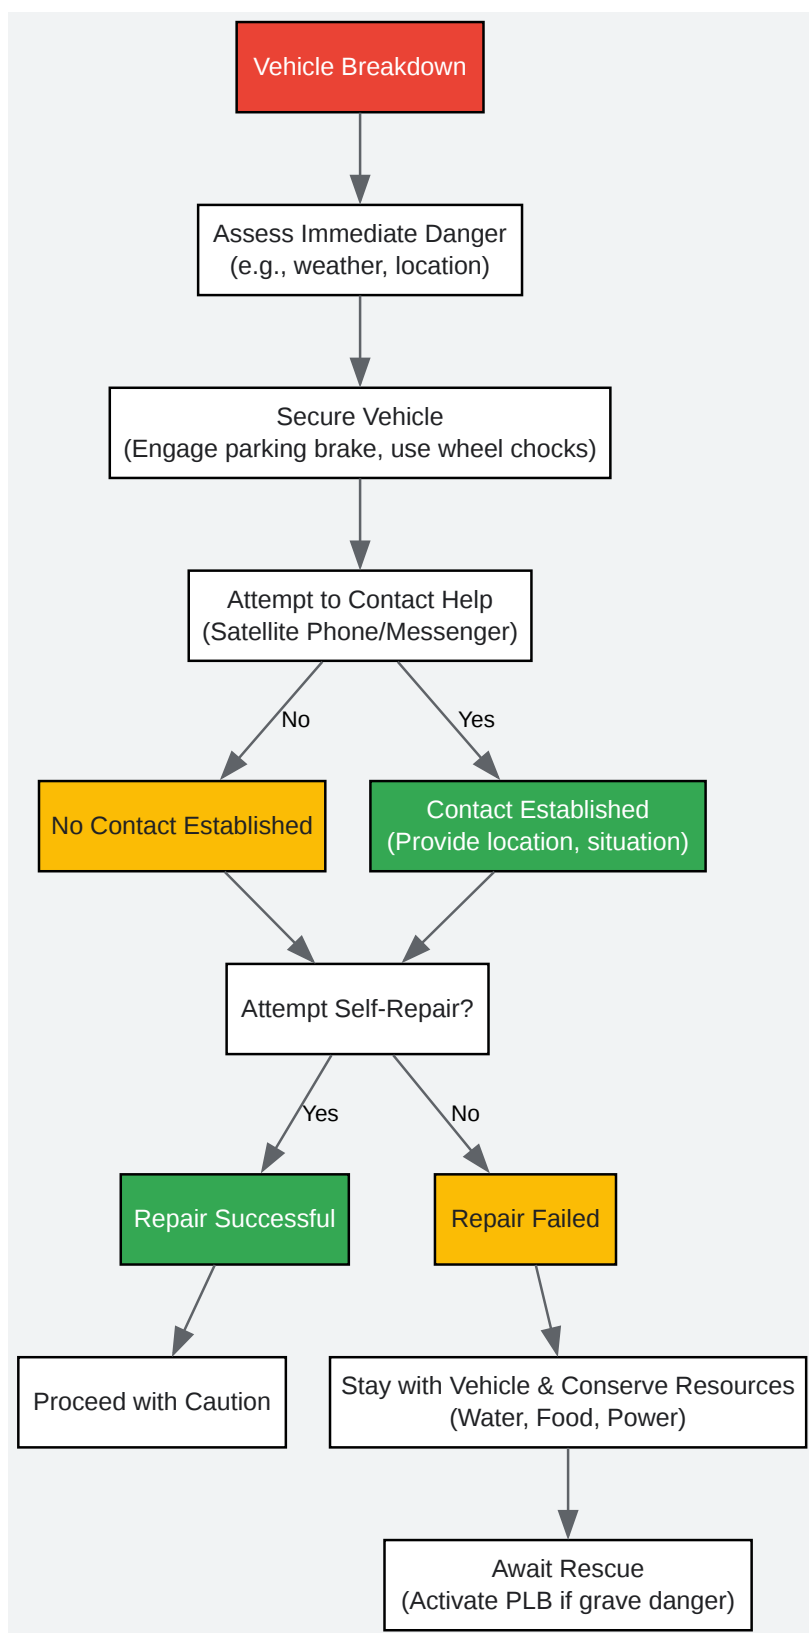 Vehicle Breakdown
Assess Immediate Danger
(e.g., weather, location)
Secure Vehicle
(Engage parking brake, use wheel chocks)
Attempt to Contact Help
(Satellite Phone/Messenger)
No
Yes
No Contact Established
Contact Established
(Provide location, situation)
Attempt Self-Repair?
Yes
No
Repair Successful
Repair Failed
Proceed with Caution
Stay with Vehicle & Conserve Resources
(Water, Food, Power)
Await Rescue
(Activate PLB if grave danger)